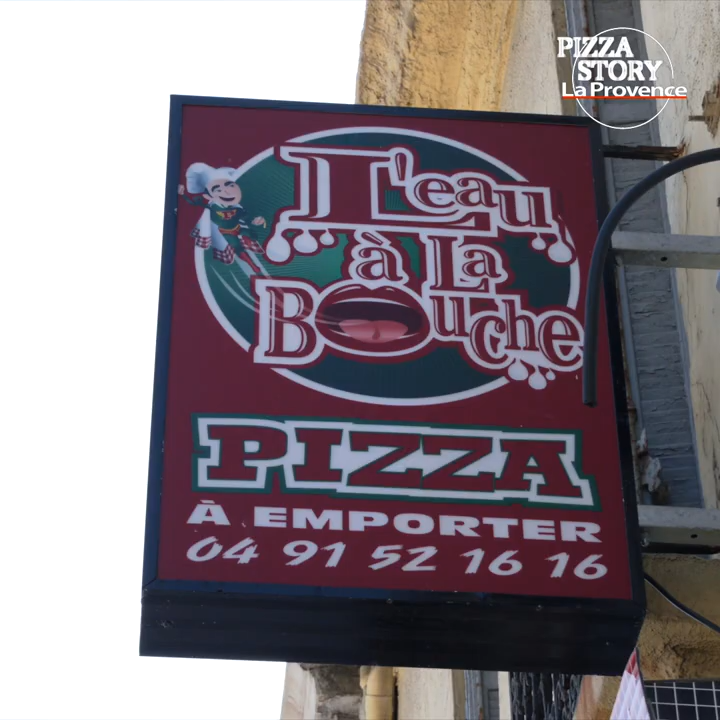 PIZZA
STORY
La Provence
L'eau
à La
Bouche
PIZZA
À EMPORTER
04 91 52 16 16